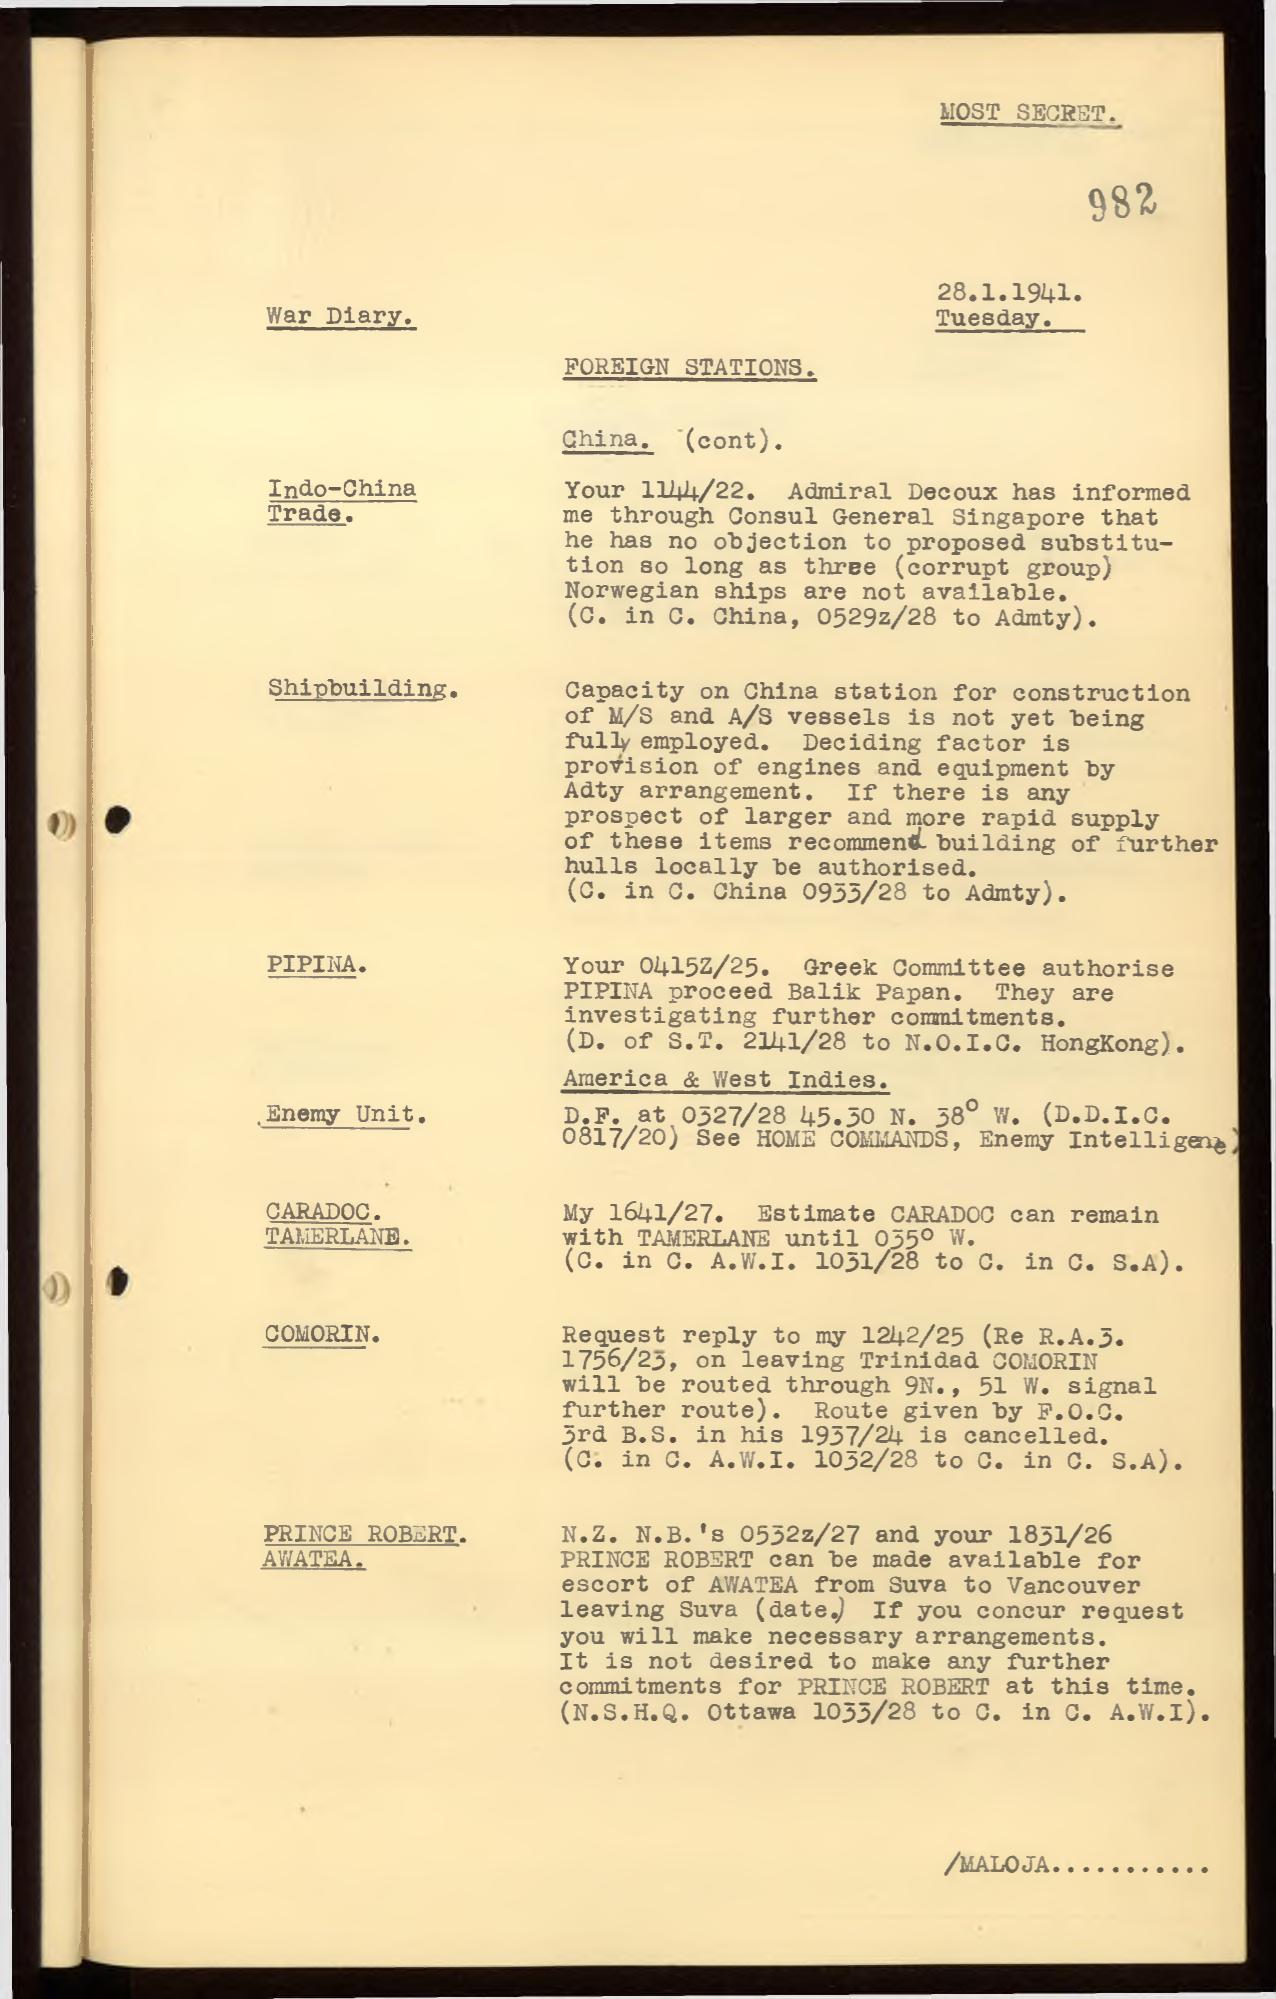 MOST SECRET.
982
28.1.1941.
War Diary.
Tuesday.
FOREIGN STATIONS.
China. (cont).
Indo-China
Trade.
Your 1144/22. Admiral Decoux has informed
me through Consul General Singapore that
he has no objection to proposed substitu-
tion so long as three (corrupt group)
Norwegian ships are not available.
(C. in C. China, 0529z/28 to Admty).
Shipbuilding.
Capacity on China station for construction
of M/S and A/S vessels is not yet being
fully employed. Deciding factor is
provision of engines and equipment by
Adty arrangement. If there is any
prospect of larger and more rapid supply
of these items recommend building of further
hulls locally be authorised.
(C. in C. China 0933/28 to Admty).
PIPINA.
Your 0415Z/25. Greek Committee authorise
PIPINA proceed Balik Papan. They are
investigating further commitments.
(D. of S.T. 2141/28 to N.O.I.C. HongKong).
America & West Indies.
Enemy Unit.
D.F. at 0327/28 45.30 N. 38° W. (D.D.I.C.
0817/20) See HOME COMMANDS, Enemy Intelligence)
CARADOC.
TAMERLANE.
My 1641/27. Estimate CARADOC can remain
with TAMERLANE until 035° W.
(C. in C. A.W.I. 1031/28 to C. in C. S.A).
COMORIN.
Request reply to my 1242/25 (Re R.A.3.
1756/23, on leaving Trinidad COMORIN
will be routed through 9N., 51 W. signal
further route). Route given by F.O.C.
3rd B.S. in his 1937/24 is cancelled.
(C. in C. A.W.I. 1032/28 to C. in C. S.A).
PRINCE ROBERT.
AWATEA.
N.Z. N.B.'s 0532z/27 and your 1831/26
PRINCE ROBERT can be made available for
escort of AWATEA from Suva to Vancouver
leaving Suva (date.) If you concur request
you will make necessary arrangements.
It is not desired to make any further
commitments for PRINCE ROBERT at this time.
(N.S.H.Q. Ottawa 1033/28 to C. in C. A.W.I).
/MALOJA............